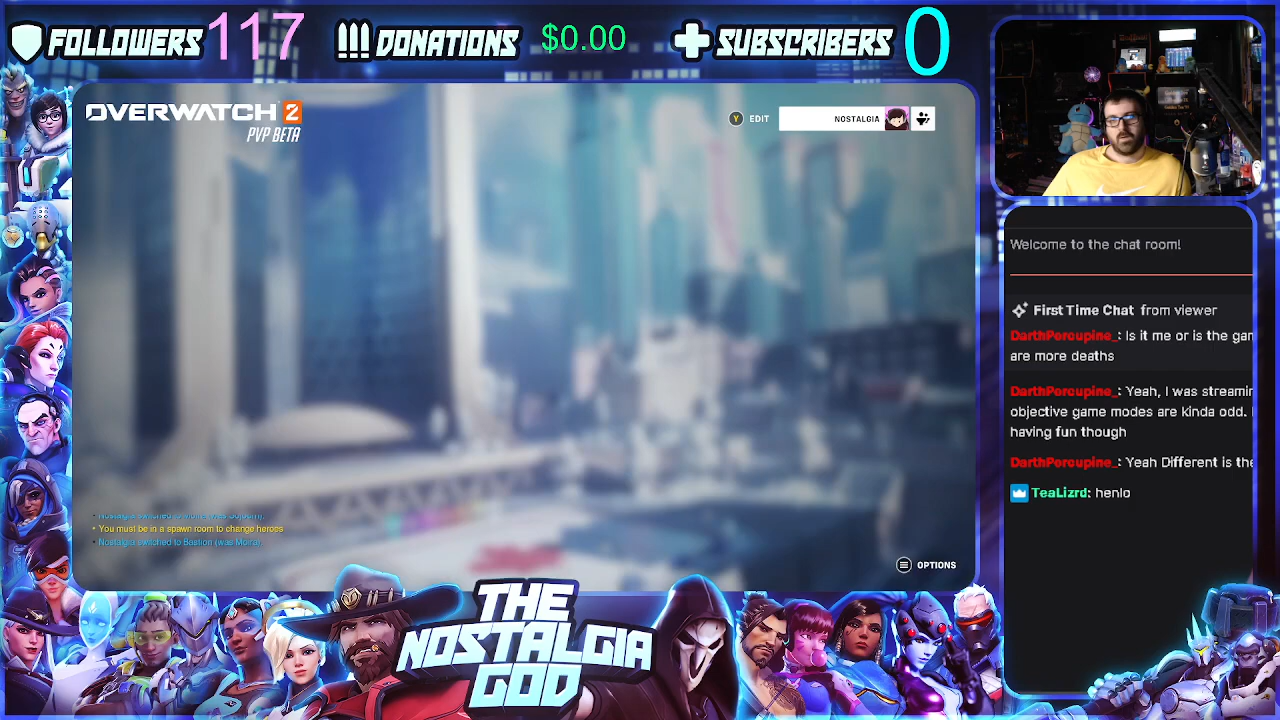 FOLLOWERS 117
DONATIONS $0.00
SUBSCRIBERS 0
OVERWATCH 2
PVP BETA
Y EDIT NOSTALGIA
Welcome to the chat room!
First Time Chat from viewer
DarthPorcupine_: Is it me or is the gam
are more deaths
DarthPorcupine_: Yeah, I was streamin
objective game modes are kinda odd.
having fun though
DarthPorcupine_: Yeah Different is the
TeaLizrd: henlo
Nostalgia switched
• You must be in a spawn room to change heroes
• Nostalgia switched to Bastion (was Moira).
OPTIONS
THE
NOSTALGIA
GOD